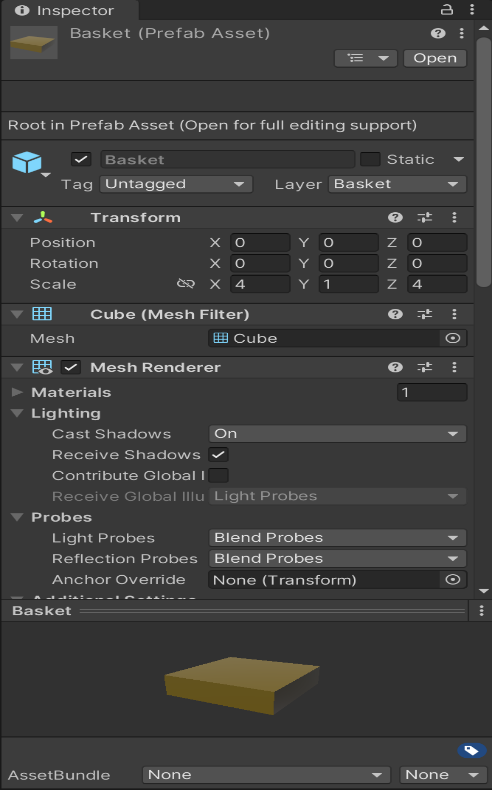 Inspector
Basket (Prefab Asset)
Open
Root in Prefab Asset (Open for full editing support)
Basket Static
Tag Untagged Layer Basket
Transform
Position X 0 Y 0 Z 0
Rotation X 0 Y 0 Z 0
Scale X 4 Y 1 Z 4
Cube (Mesh Filter)
Mesh Cube
Mesh Renderer
Materials 1
Lighting
Cast Shadows On
Receive Shadows
Contribute Global I
Receive Global Illu Light Probes
Probes
Light Probes Blend Probes
Reflection Probes Blend Probes
Anchor Override None (Transform)
Additional Settings
Basket
AssetBundle None None